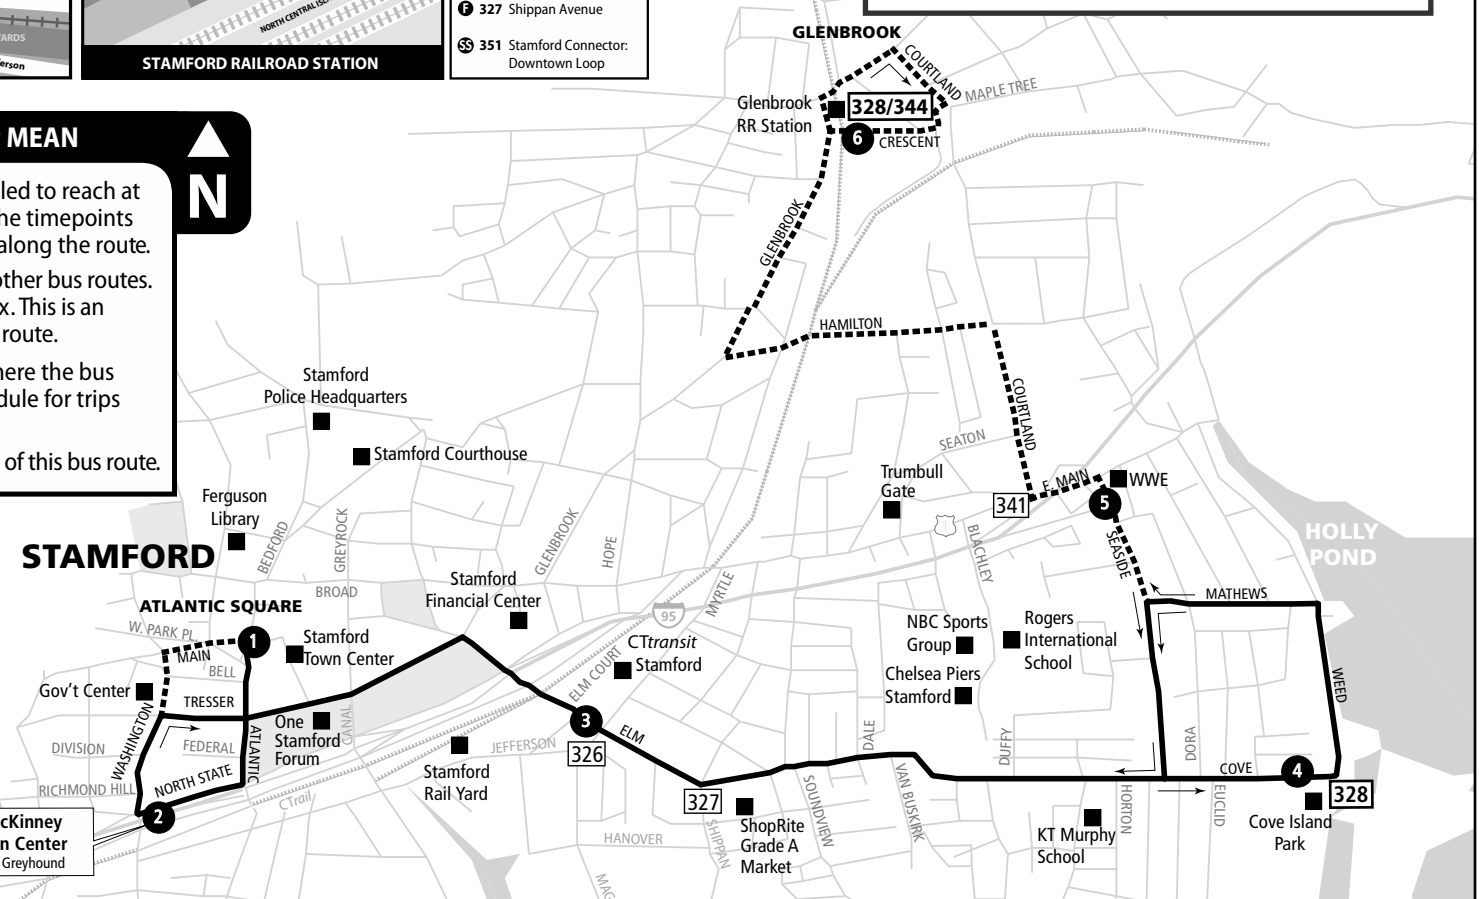 YARDS
erson
NORTH CENTRAL ISL
STAMFORD RAILROAD STATION
F 327 Shippan Avenue
SS 351 Stamford Connector:
Downtown Loop
MEAN
N
led to reach at
he timepoints
along the route.
other bus routes.
x. This is an
route.
here the bus
dule for trips
of this bus route.
GLENBROOK
COURTLAND
MAPLE TREE
Glenbrook
RR Station
328/344
6
CRESCENT
GLENBROOK
HAMILTON
COURTLAND
SEATON
Stamford
Police Headquarters
Stamford Courthouse
Trumbull
Gate
341
E. MAIN
WWE
5
1
BLACHLEY
SEASIDE
HOLLY
POND
Ferguson
Library
STAMFORD
BEDFORD
GREYROCK
GLENBROOK
HOPE
BROAD
Stamford
Financial Center
MYRTLE
95
MATHEWS
ATLANTIC SQUARE
W. PARK PL.
1
MAIN
Stamford
Town Center
BELL
Gov't Center
TRESSER
WASHINGTON
One
Stamford
Forum
CANAL
ATLANTIC
DIVISION
FEDERAL
RICHMOND HILL
NORTH STATE
2
CTrail
cKinney
n Center
Greyhound
ELM COURT
CTtransit
Stamford
3
326
ELM
JEFFERSON
Stamford
Rail Yard
NBC Sports
Group
Chelsea Piers
Stamford
Rogers
International
School
WEED
DALE
DUFFY
DORA
COVE
4
328
Cove Island
Park
327
ShopRite
Grade A
Market
SHIPPAN
SOUNDVIEW
VAN BUSKIRK
KT Murphy
School
HORTON
EUCLID
HANOVER
MAG